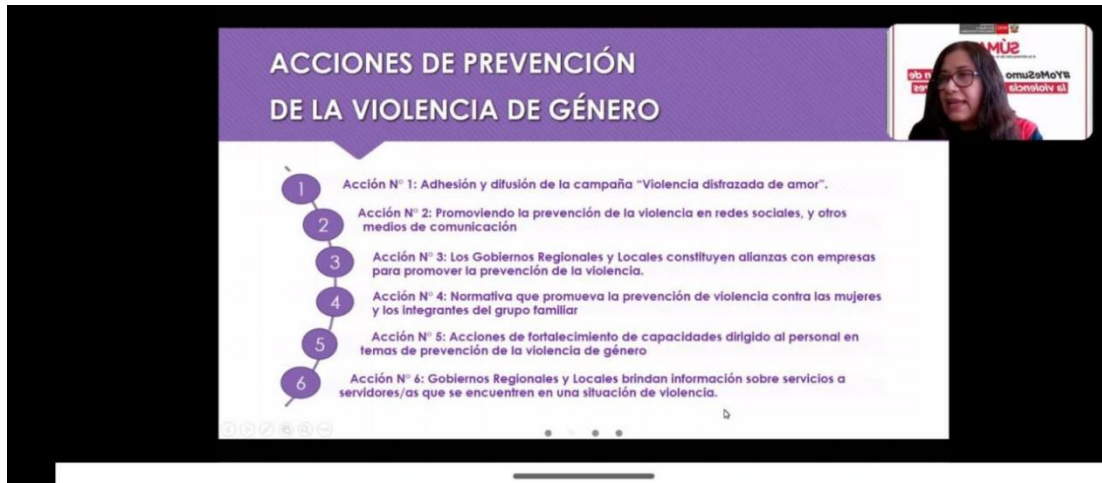 ACCIONES DE PREVENCIÓN
DE LA VIOLENCIA DE GÉNERO
SÚMA
#YoMeSumo
de
la violencia
res
1
Acción N° 1: Adhesión y difusión de la campaña “Violencia disfrazada de amor”.
2
Acción N° 2: Promoviendo la prevención de la violencia en redes sociales, y otros
medios de comunicación
3
Acción N° 3: Los Gobiernos Regionales y Locales constituyen alianzas con empresas
para promover la prevención de la violencia.
4
Acción N° 4: Normativa que promueva la prevención de violencia contra las mujeres
y los integrantes del grupo familiar
5
Acción N° 5: Acciones de fortalecimiento de capacidades dirigido al personal en
temas de prevención de la violencia de género
6
Acción N° 6: Gobiernos Regionales y Locales brindan información sobre servicios a
servidores/as que se encuentren en una situación de violencia.